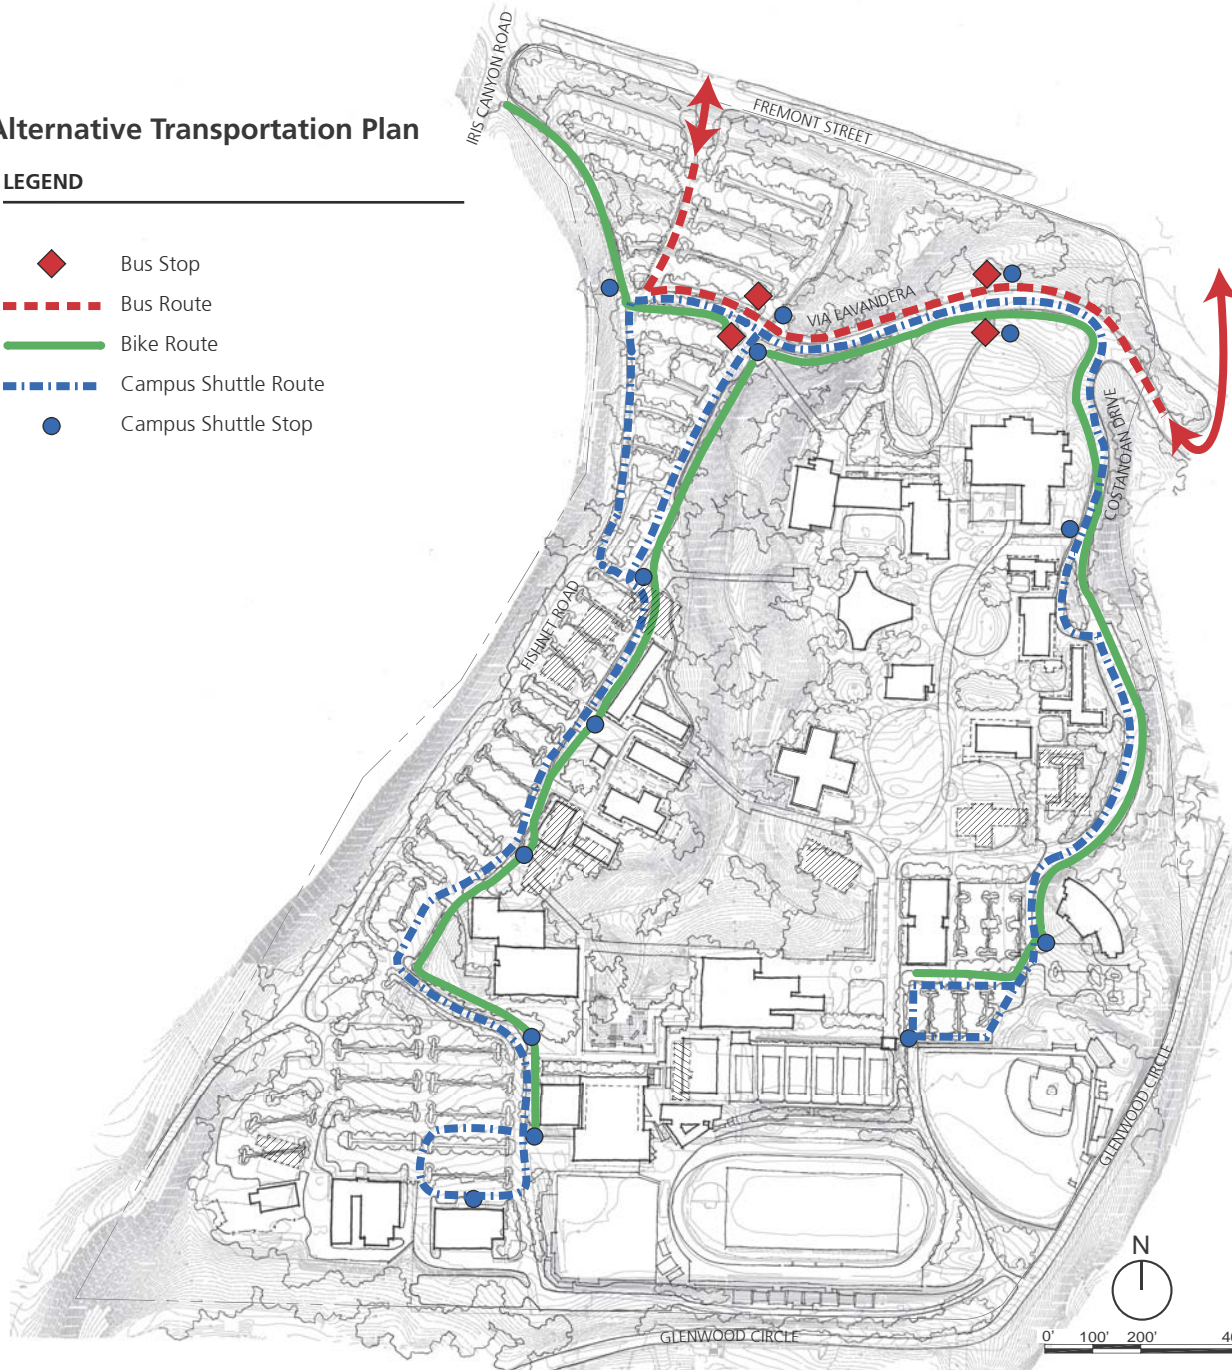 Alternative Transportation Plan
LEGEND
Bus Stop
Bus Route
Bike Route
Campus Shuttle Route
Campus Shuttle Stop
IRIS CANYON ROAD
FREMONT STREET
VIA LAVANDERA
COSTANOAN DRIVE
FISHNET ROAD
GLENWOOD CIRCLE
GLENWOOD CIRCLE
N
0' 100' 200' 40